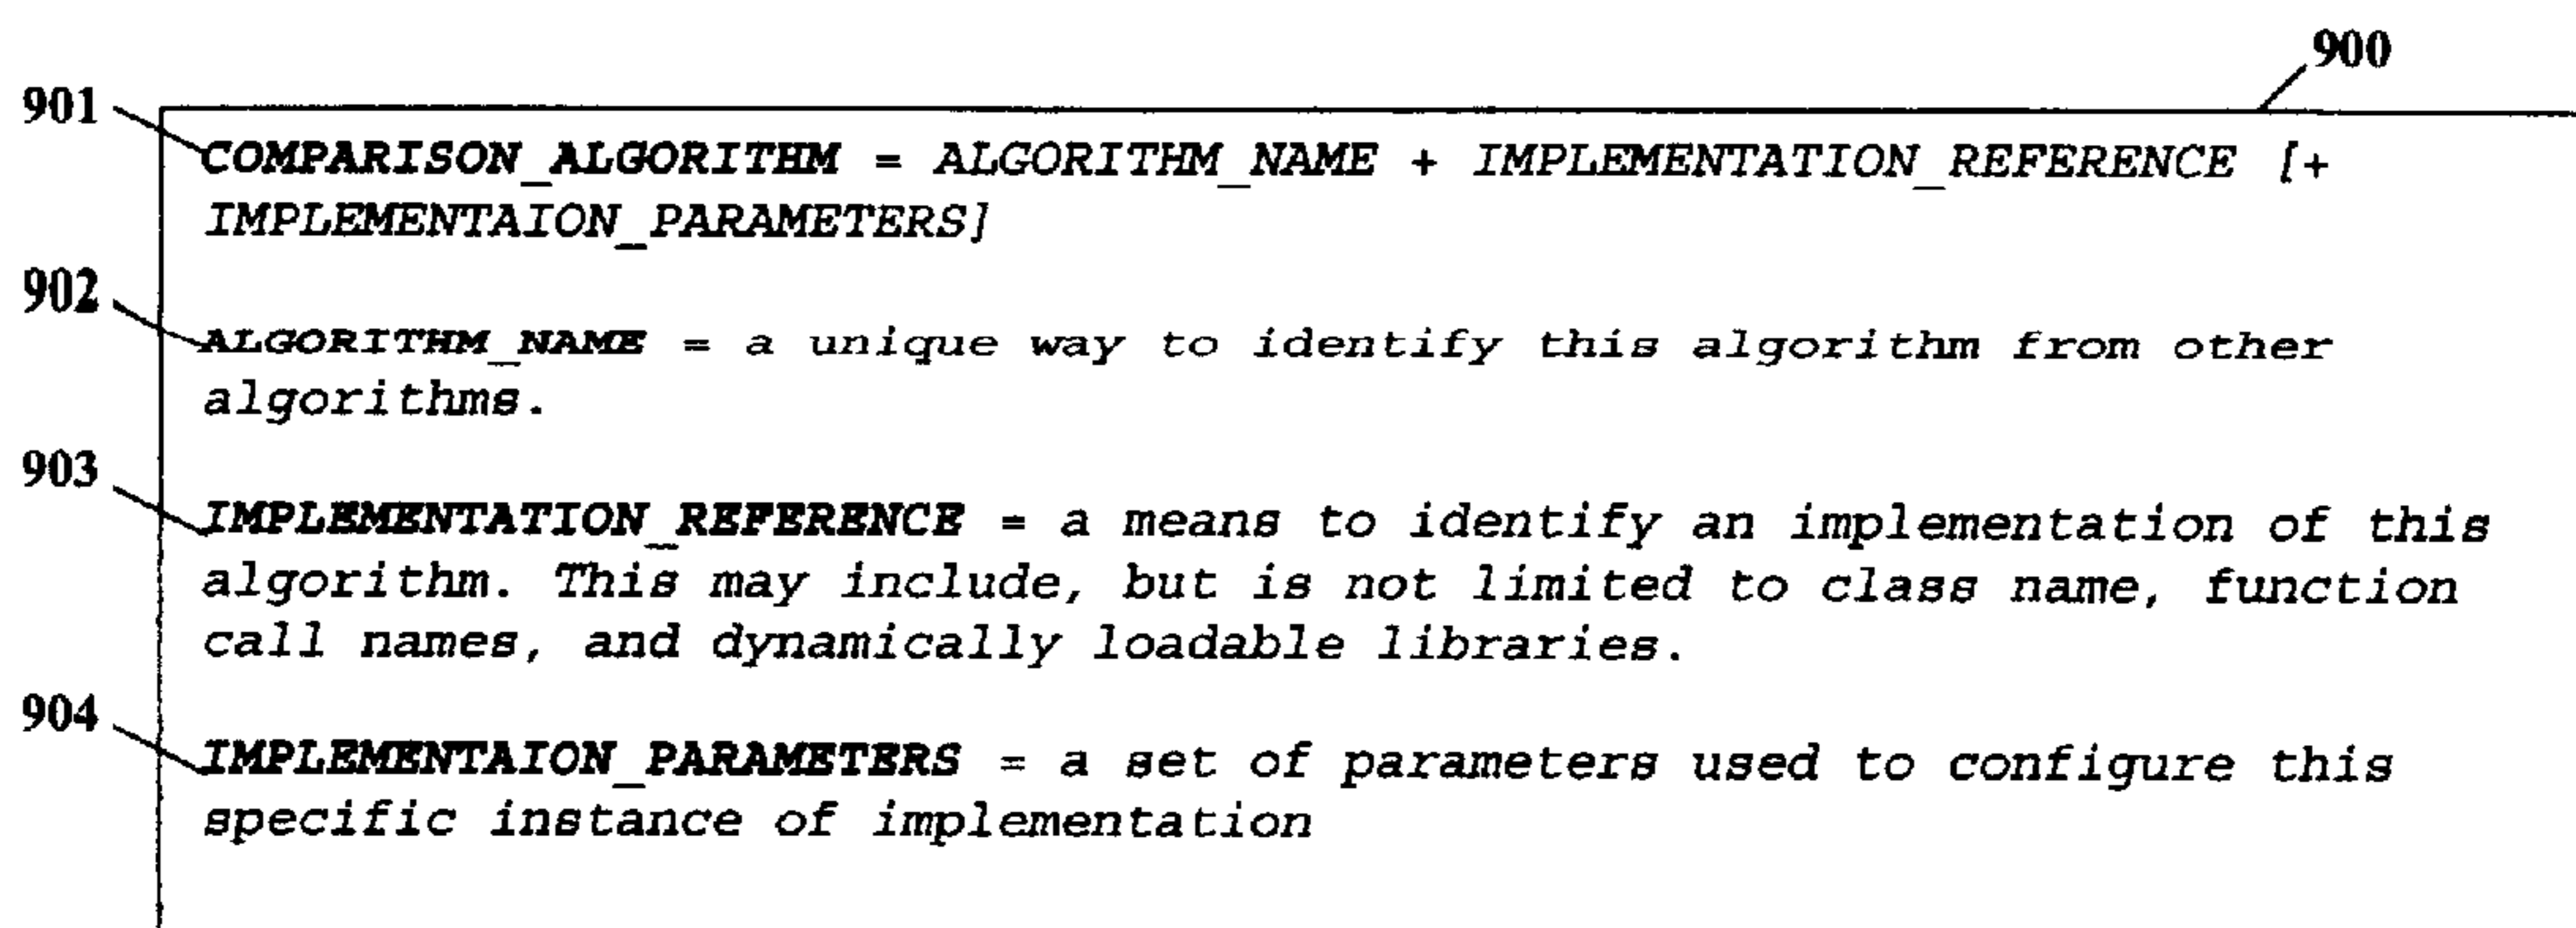 900
901
COMPARISON_ALGORITHM = ALGORITHM_NAME + IMPLEMENTATION_REFERENCE [+
IMPLEMENTAION_PARAMETERS]
902
ALGORITHM_NAME = a unique way to identify this algorithm from other
algorithms.
903
IMPLEMENTATION_REFERENCE = a means to identify an implementation of this
algorithm. This may include, but is not limited to class name, function
call names, and dynamically loadable libraries.
904
IMPLEMENTAION_PARAMETERS = a set of parameters used to configure this
specific instance of implementation